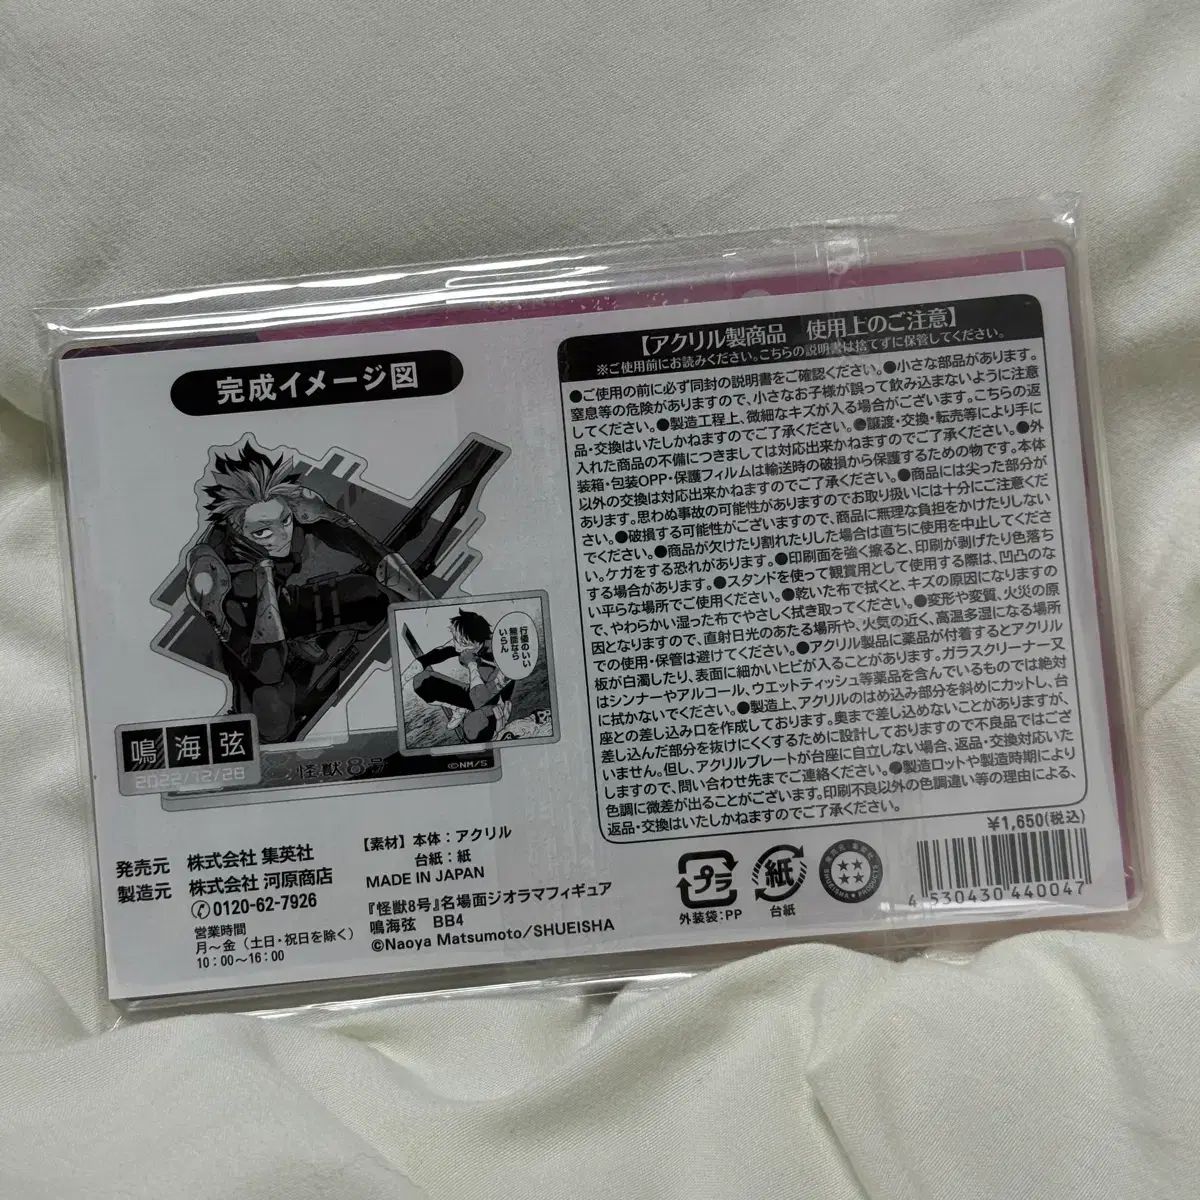 完成イメージ図
行儀のいい
無能なら
いらん
鳴海弦
2022/12/28
怪獣8号
©NM/S
発売元 株式会社 集英社
製造元 株式会社 河原商店
0120-62-7926
営業時間
月～金(土日・祝日を除く)
10:00～16:00
【素材】本体:アクリル
台紙:紙
MADE IN JAPAN
『怪獣8号』名場面ジオラマフィギュア
鳴海弦 BB4
©Naoya Matsumoto/SHUEISHA
【アクリル製商品 使用上のご注意】
※ご使用前にお読みください。こちらの説明書は捨てずに保管してください。
●ご使用の前に必ず同封の説明書をご確認ください。●小さな部品があります。
窒息等の危険がありますので、小さなお子様が誤って飲み込まないように注意
してください。●製造工程上、微細なキズが入る場合がございます。こちらの返
品・交換はいたしかねますのでご了承ください。●譲渡・交換・転売等により手に
入れた商品の不備につきましては対応出来かねますのでご了承ください。●外
装箱・包装OPP・保護フィルムは輸送時の破損から保護するための物です。本体
以外の交換は対応出来かねますのでご了承ください。●商品には尖った部分が
あります。思わぬ事故の可能性がありますのでお取り扱いには十分にご注意くだ
さい。●破損する可能性がございますので、商品に無理な負担をかけたりしない
でください。●商品が欠けたり割れたりした場合は直ちに使用を中止してくださ
い。ケガをする恐れがあります。●印刷面を強く擦ると、印刷が剥げたり色落ち
する場合があります。●スタンドを使って観賞用として使用する際は、凹凸のな
い平らな場所でご使用ください。●乾いた布で拭くと、キズの原因になりますの
で、やわらかい湿った布でやさしく拭き取ってください。●変形や変質、火災の原
因となりますので、直射日光のあたる場所や、火気の近く、高温多湿になる場所
での使用・保管は避けてください。●アクリル製品に薬品が付着するとアクリル
板が白濁したり、表面に細かいヒビが入ることがあります。ガラスクリーナー又
はシンナーやアルコール、ウエットティッシュ等薬品を含んでいるものでは絶対
に拭かないでください。●製造上、アクリルのはめ込み部分を斜めにカットし、台
座との差し込み口を作成しております。奥まで差し込めないことがありますが、
差し込んだ部分を抜けにくくするために設計しておりますので不良品ではござ
いません。但し、アクリルプレートが台座に自立しない場合、返品・交換対応いた
しますので、問い合わせ先までご連絡ください。●製造ロットや製造時期により
色調に微差が出ることがございます。印刷不良以外の色調違い等の理由による、
返品・交換はいたしかねますのでご了承ください。
¥1,650(税込)
プラ
外装袋:PP
紙
台紙
SHUEISHA PRODUCTS
4 530430 440047